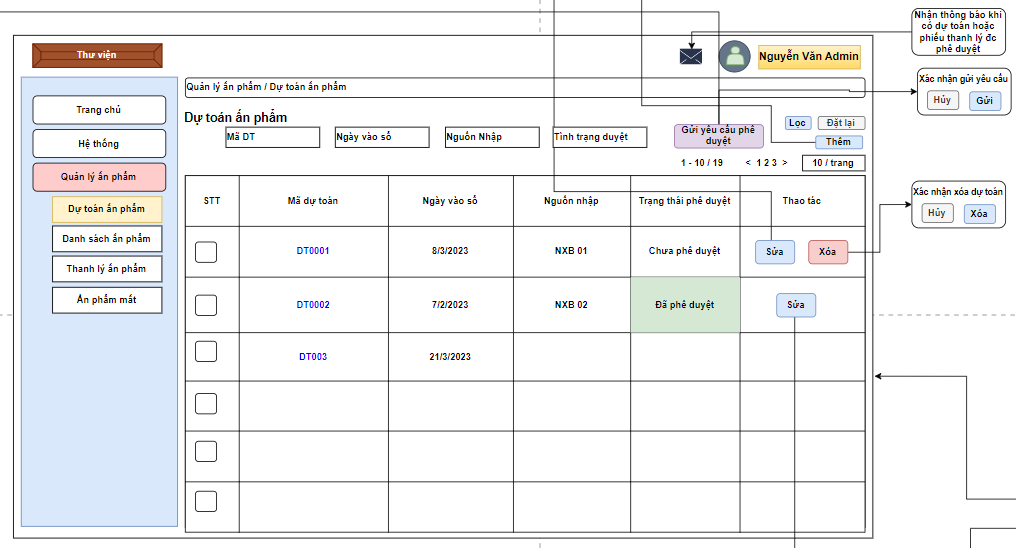 Nhận thông báo khi
có dự toán hoặc
phiếu thanh lý đc
phê duyệt
Thư viện
Nguyễn Văn Admin
Xác nhận gửi yêu cầu
Hủy
Gửi
Quản lý ấn phẩm / Dự toán ấn phẩm
Trang chủ
Hệ thống
Quản lý ấn phẩm
Dự toán ấn phẩm
Danh sách ấn phẩm
Thanh lý ấn phẩm
Ấn phẩm mất
Dự toán ấn phẩm
Mã DT
Ngày vào sổ
Nguồn Nhập
Tình trạng duyệt
Gửi yêu cầu phê
duyệt
Lọc
Đặt lại
Thêm
1 - 10 / 19
< 1 2 3 >
10 / trang
Xác nhận xóa dự toán
Hủy
Xóa
STT
Mã dự toán
Ngày vào sổ
Nguồn nhập
Trạng thái phê duyệt
Thao tác
DT0001
8/3/2023
NXB 01
Chưa phê duyệt
Sửa
Xóa
DT0002
7/2/2023
NXB 02
Đã phê duyệt
Sửa
DT003
21/3/2023